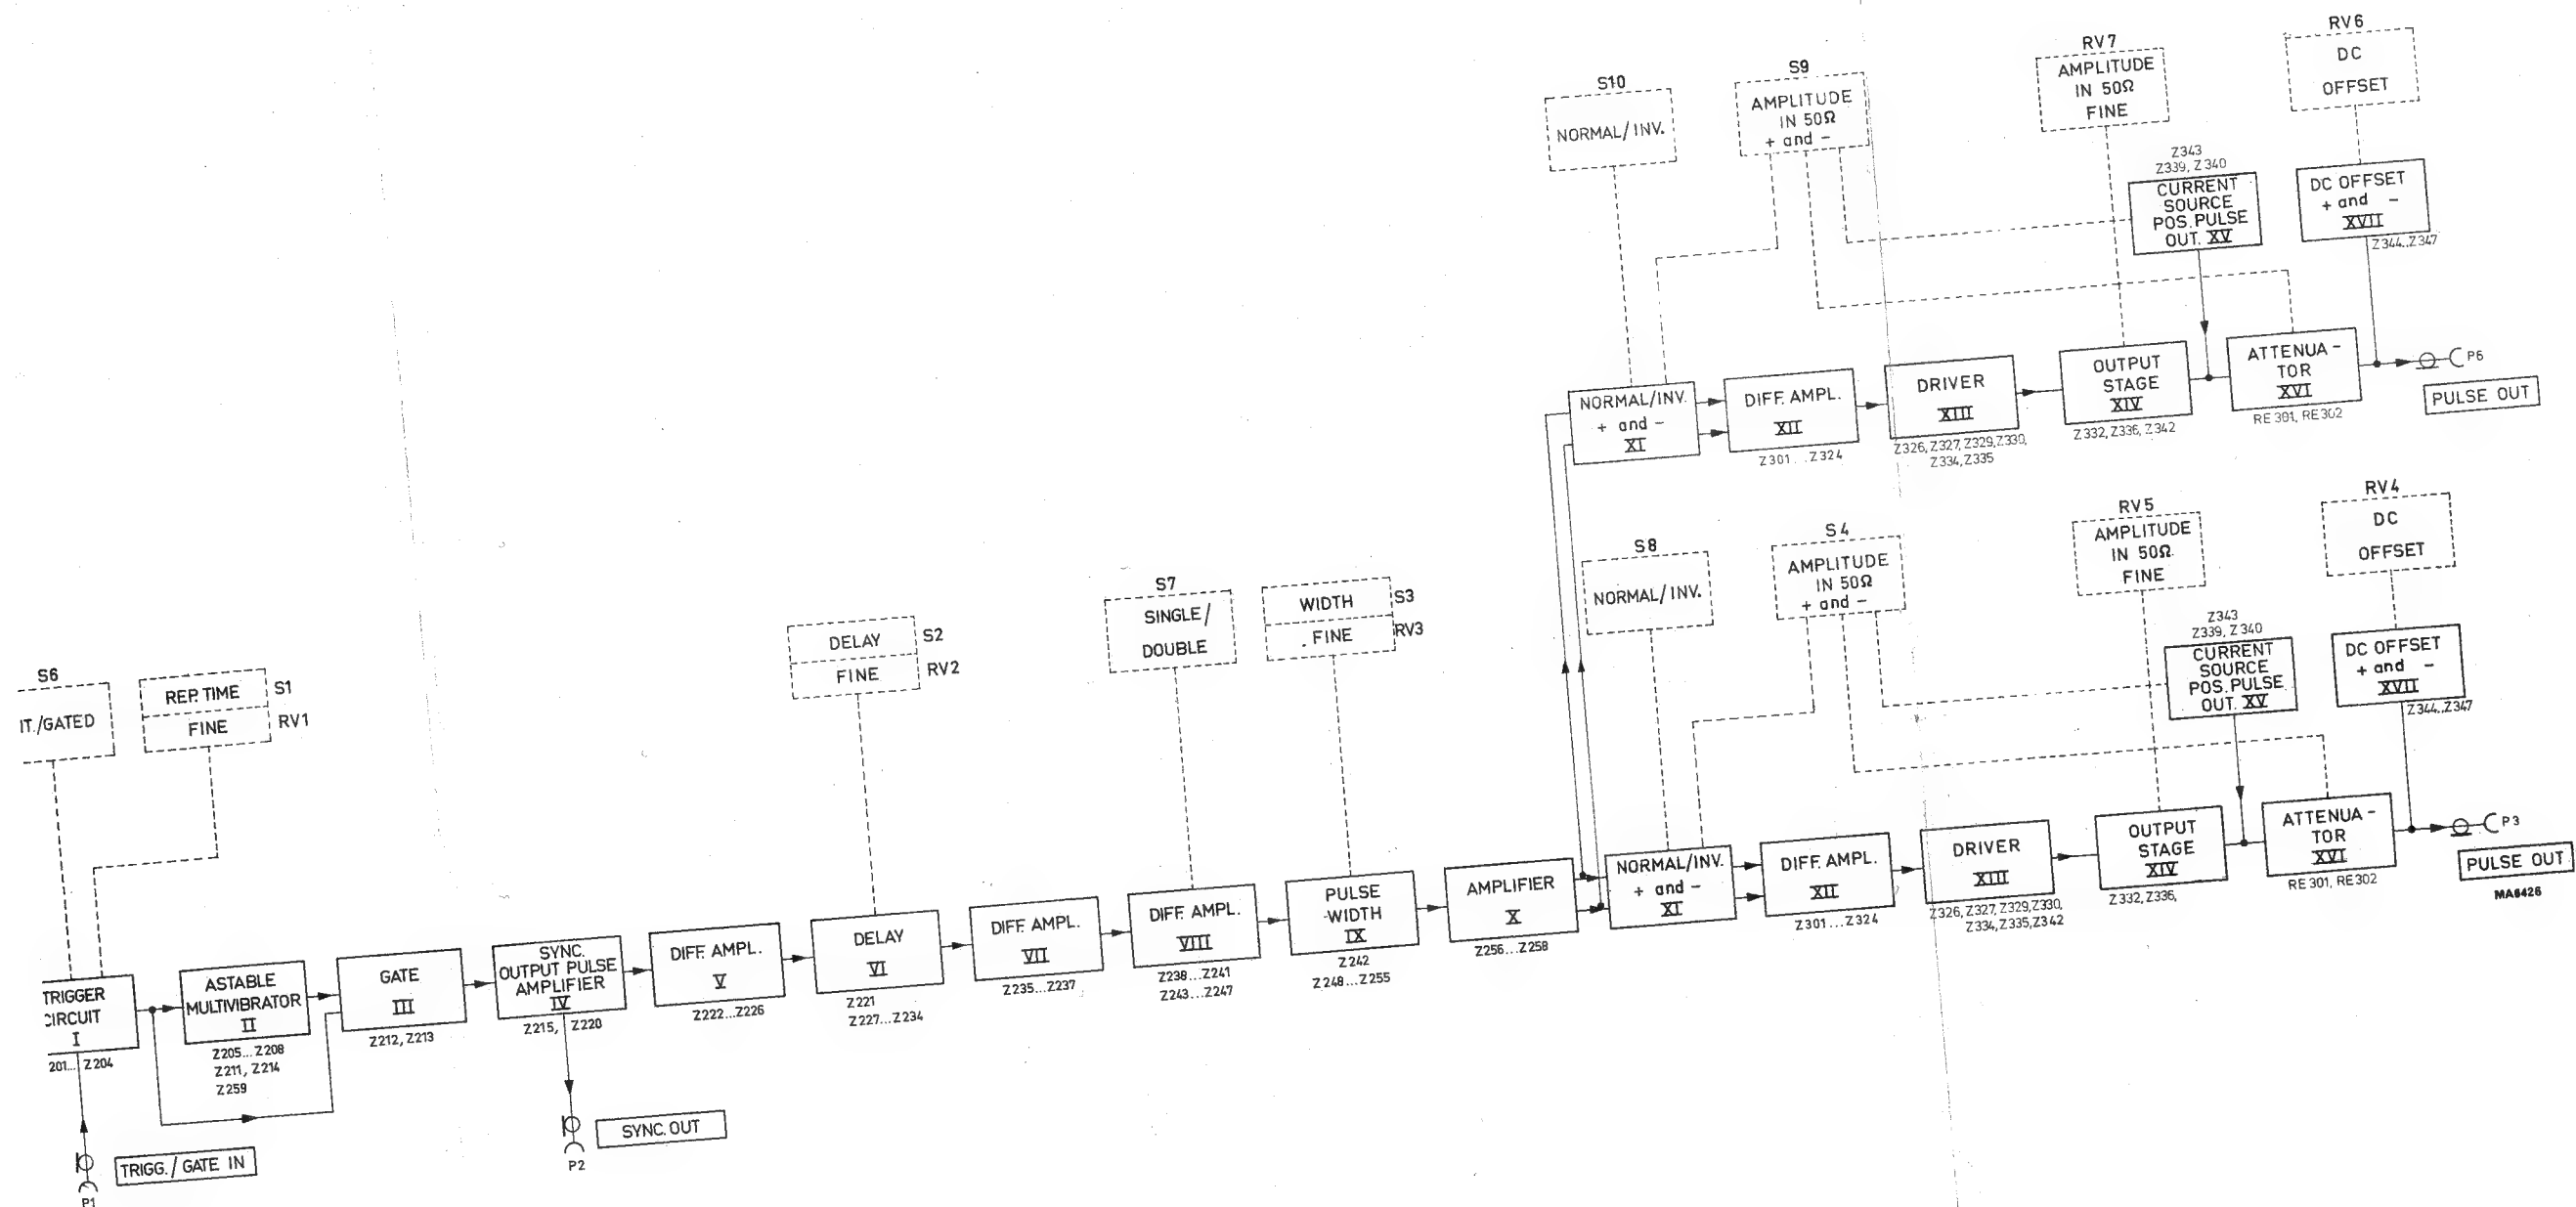 RV6
DC
OFFSET
RV7
AMPLITUDE
IN 50Ω
FINE
S9
AMPLITUDE
IN 50Ω
+ and -
S10
NORMAL/INV.
Z343
Z339, Z340
CURRENT
SOURCE
POS. PULSE
OUT. XV
DC OFFSET
+ and -
XVII
Z344..Z347
NORMAL/INV.
+ and -
XI
DIFF. AMPL.
XII
Z301...Z324
DRIVER
XIII
Z326, Z327, Z329, Z330,
Z334, Z335
OUTPUT
STAGE
XIV
Z332, Z336, Z342
ATTENUA-
TOR
XVI
RE301, RE302
P6
PULSE OUT
RV4
DC
OFFSET
RV5
AMPLITUDE
IN 50Ω
FINE
S4
AMPLITUDE
IN 50Ω
+ and -
S8
NORMAL/INV.
Z343
Z339, Z340
CURRENT
SOURCE
POS. PULSE
OUT. XV
DC OFFSET
+ and -
XVII
Z344..Z347
S7
SINGLE/
DOUBLE
WIDTH S3
FINE RV3
DELAY S2
FINE RV2
S6
IT./GATED
REP. TIME S1
FINE RV1
TRIGGER
CIRCUIT
I
201... Z204
ASTABLE
MULTIVIBRATOR
II
Z205...Z208
Z211, Z214
Z259
GATE
III
Z212, Z213
SYNC.
OUTPUT PULSE
AMPLIFIER
IV
Z215, Z220
DIFF. AMPL.
V
Z222...Z226
DELAY
VI
Z221
Z227...Z234
DIFF. AMPL.
VII
Z235...Z237
DIFF. AMPL.
VIII
Z238...Z241
Z243...Z247
PULSE
WIDTH
IX
Z242
Z248...Z255
AMPLIFIER
X
Z256...Z258
NORMAL/INV.
+ and -
XI
DIFF. AMPL.
XII
Z301...Z324
DRIVER
XIII
Z326, Z327, Z329, Z330,
Z334, Z335, Z342
OUTPUT
STAGE
XIV
Z332, Z336,
ATTENUA-
TOR
XVI
RE301, RE302
P3
PULSE OUT
MA6426
P1
TRIGG./GATE IN
P2
SYNC. OUT